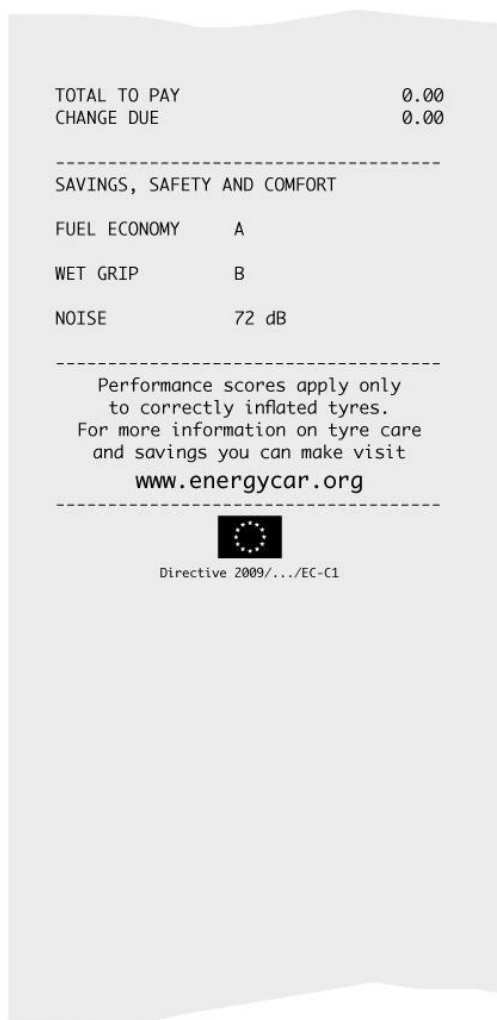 TOTAL TO PAY 0.00
CHANGE DUE 0.00
------------------------------------
SAVINGS, SAFETY AND COMFORT
FUEL ECONOMY A
WET GRIP B
NOISE 72 dB
------------------------------------
Performance scores apply only
to correctly inflated tyres.
For more information on tyre care
and savings you can make visit
www.energycar.org
------------------------------------
Directive 2009/.../EC-C1